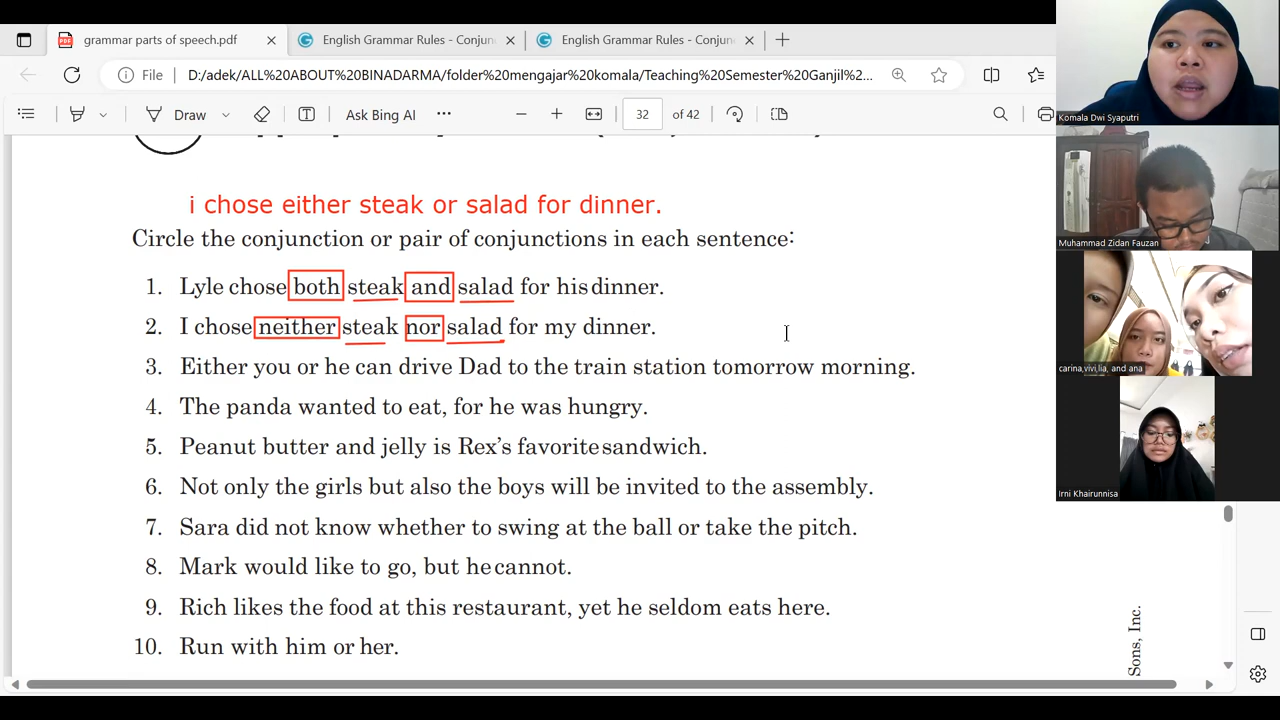 grammar parts of speech.pdf
English Grammar Rules - Conjun
English Grammar Rules - Conjun
File
D:/adek/ALL%20ABOUT%20BINADARMA/folder%20mengajar%20komala/Teaching%20Semester%20Ganjil%2...
Draw
Ask Bing AI
32 of 42
i chose either steak or salad for dinner.
Circle the conjunction or pair of conjunctions in each sentence:
1. Lyle chose both steak and salad for his dinner.
2. I chose neither steak nor salad for my dinner.
3. Either you or he can drive Dad to the train station tomorrow morning.
4. The panda wanted to eat, for he was hungry.
5. Peanut butter and jelly is Rex's favorite sandwich.
6. Not only the girls but also the boys will be invited to the assembly.
7. Sara did not know whether to swing at the ball or take the pitch.
8. Mark would like to go, but he cannot.
9. Rich likes the food at this restaurant, yet he seldom eats here.
10. Run with him or her.
Sons, Inc.
Komala Dwi Syaputri
Muhammad Zidan Fauzan
carina,vivi,lia, and ana
Irni Khairunnisa